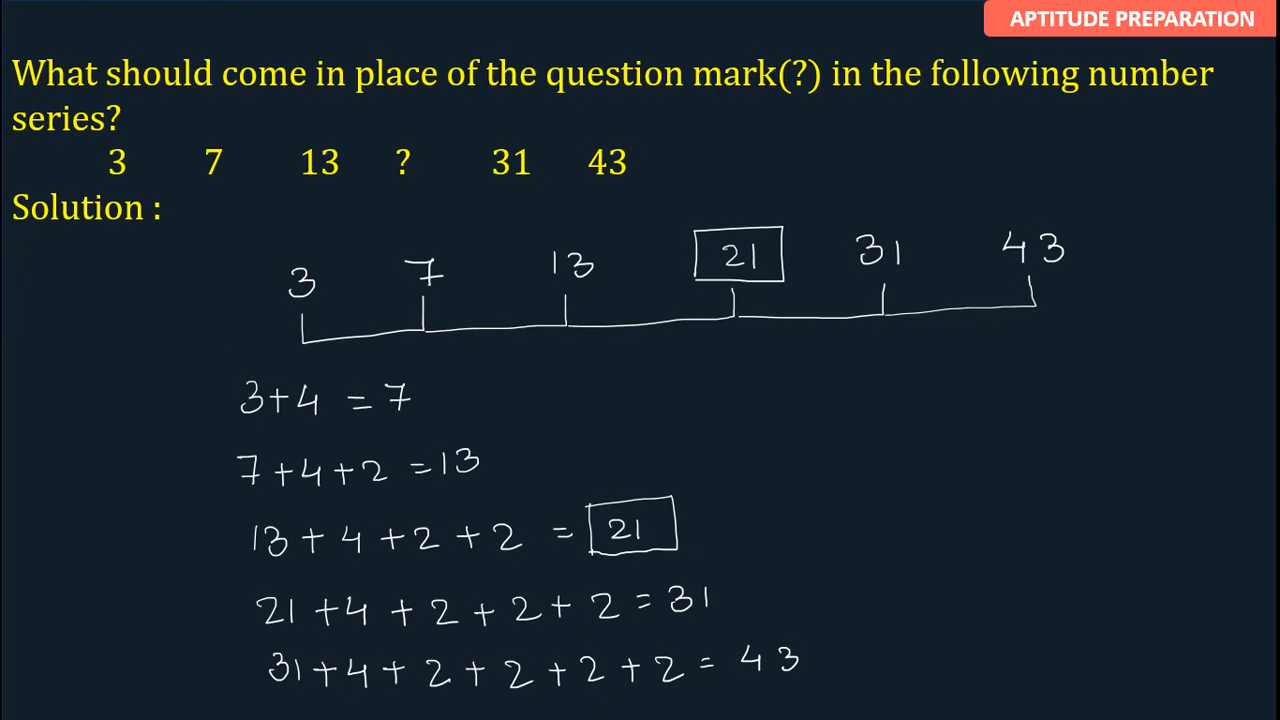 APTITUDE PREPARATION
What should come in place of the question mark(?) in the following number
series?
3 7 13 ? 31 43
Solution :
3 7 13 21 31 43
3+4 =7
7+4+2 =13
13+4+2+2 = 21
21+4+2+2+2=31
31+4+2+2+2+2= 43